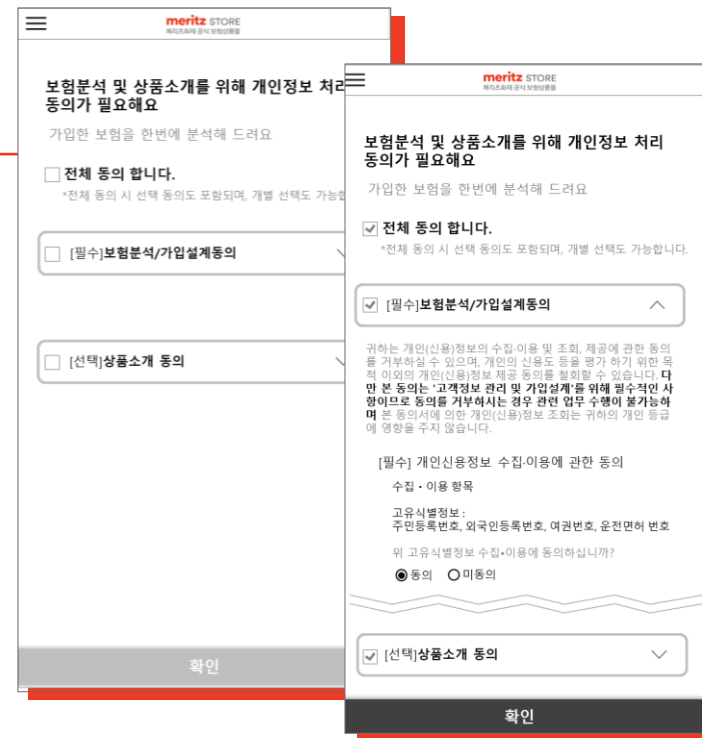 meritz STORE
메리츠화재 공식 보험상품몰
보험분석 및 상품소개를 위해 개인정보 처리
동의가 필요해요
가입한 보험을 한번에 분석해 드려요
전체 동의 합니다.
*전체 동의 시 선택 동의도 포함되며, 개별 선택도 가능합
[필수]보험분석/가입설계동의
[선택]상품소개 동의
확인
meritz STORE
메리츠화재 공식 보험상품몰
보험분석 및 상품소개를 위해 개인정보 처리
동의가 필요해요
가입한 보험을 한번에 분석해 드려요
전체 동의 합니다.
*전체 동의 시 선택 동의도 포함되며, 개별 선택도 가능합니다.
[필수]보험분석/가입설계동의
귀하는 개인(신용)정보의 수집·이용 및 조회, 제공에 관한 동의
를 거부하실 수 있으며, 개인의 신용도 등을 평가 하기 위한 목
적 이외의 개인(신용)정보 제공 동의를 철회할 수 있습니다. 다
만 본 동의는 '고객정보 관리 및 가입설계'를 위해 필수적인 사
항이므로 동의를 거부하시는 경우 관련 업무 수행이 불가능하
며 본 동의서에 의한 개인(신용)정보 조회는 귀하의 개인 등급
에 영향을 주지 않습니다.
[필수] 개인신용정보 수집·이용에 관한 동의
수집 • 이용 항목
고유식별정보 :
주민등록번호, 외국인등록번호, 여권번호, 운전면허 번호
위 고유식별정보 수집•이용에 동의하십니까?
동의 미동의
[선택]상품소개 동의
확인